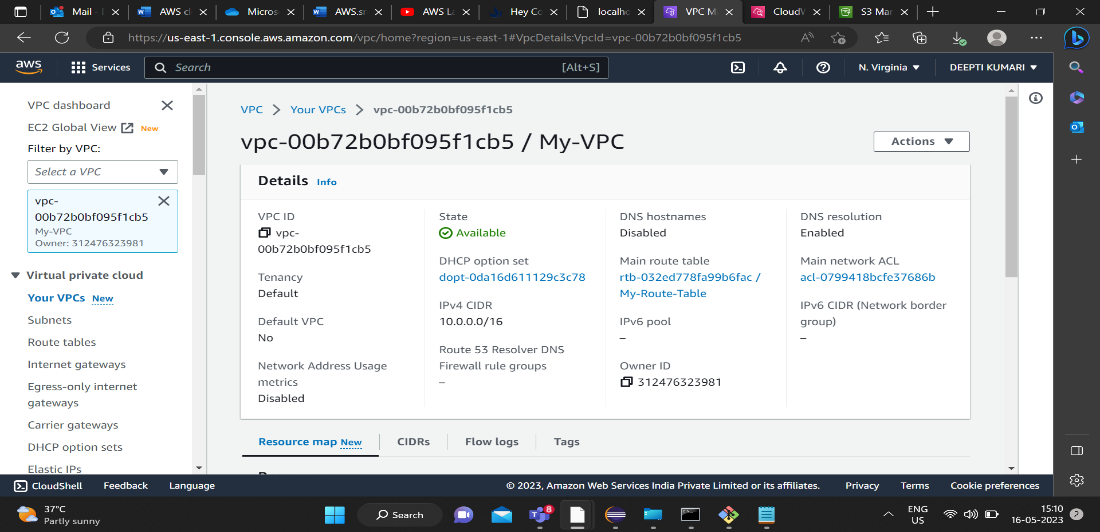 Mail - I
AWS cl
Micros
AWS.sr
AWS La
Hey Co
localho
VPC M
CloudV
S3 Mar
https://us-east-1.console.aws.amazon.com/vpc/home?region=us-east-1#VpcDetails:VpcId=vpc-00b72b0bf095f1cb5
aws
Services
Search
[Alt+S]
N. Virginia
DEEPTI KUMARI
VPC dashboard
EC2 Global View New
Filter by VPC:
Select a VPC
vpc-
00b72b0bf095f1cb5
My-VPC
Owner: 312476323981
Virtual private cloud
Your VPCs New
Subnets
Route tables
Internet gateways
Egress-only internet
gateways
Carrier gateways
DHCP option sets
Elastic IPs
VPC > Your VPCs > vpc-00b72b0bf095f1cb5
vpc-00b72b0bf095f1cb5 / My-VPC
Actions
Details Info
VPC ID
vpc-
00b72b0bf095f1cb5
Tenancy
Default
Default VPC
No
Network Address Usage
metrics
Disabled
State
Available
DHCP option set
dopt-0da16d611129c3c78
IPv4 CIDR
10.0.0.0/16
Route 53 Resolver DNS
Firewall rule groups
–
DNS hostnames
Disabled
Main route table
rtb-032ed778fa99b6fac /
My-Route-Table
IPv6 pool
–
Owner ID
312476323981
DNS resolution
Enabled
Main network ACL
acl-0799418bcfe37686b
IPv6 CIDR (Network border
group)
–
Resource map New
CIDRs
Flow logs
Tags
CloudShell
Feedback
Language
© 2023, Amazon Web Services India Private Limited or its affiliates.
Privacy
Terms
Cookie preferences
37°C
Partly sunny
Search
8
ENG
US
15:10
16-05-2023
2